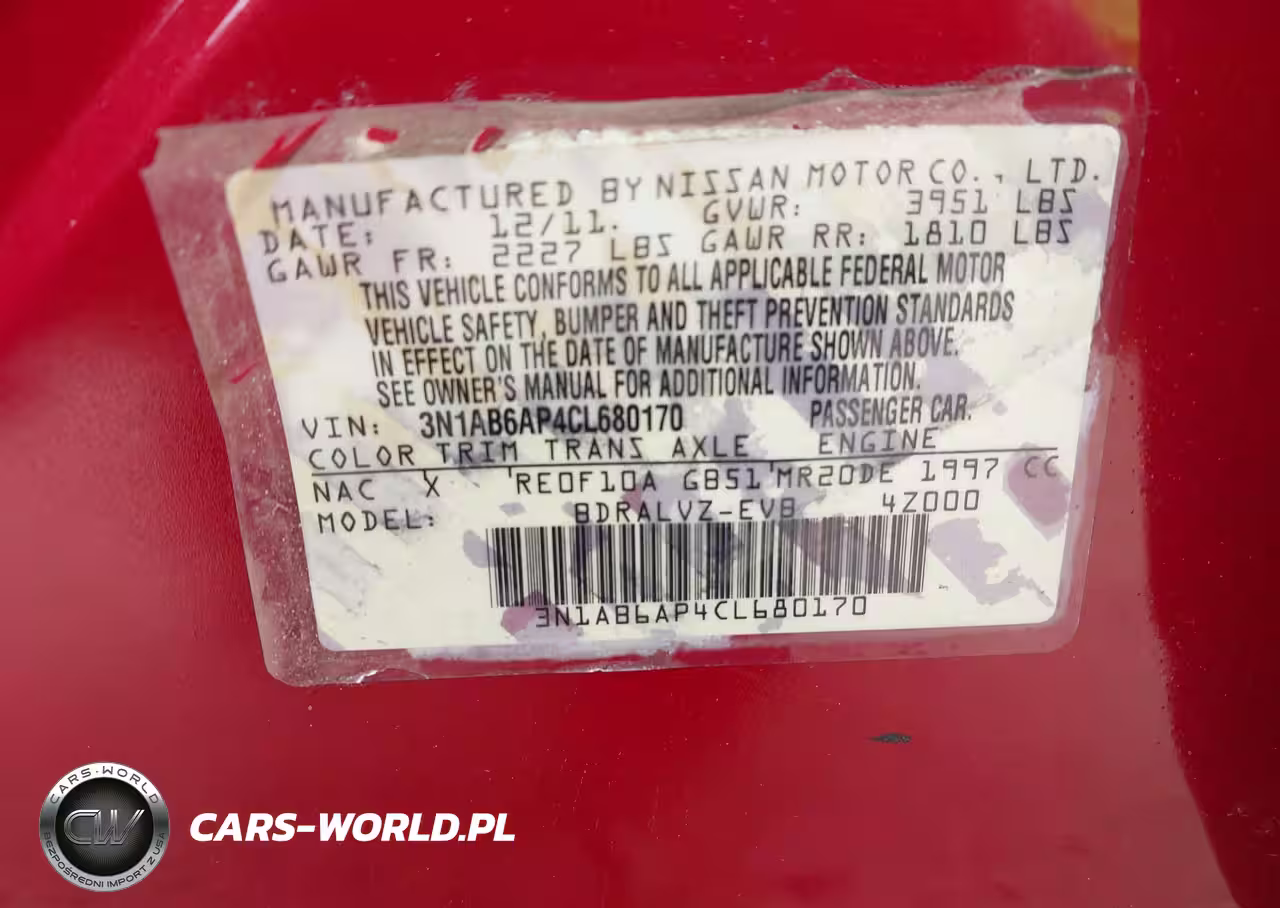 MANUFACTURED BY NISSAN MOTOR CO., LTD.
DATE: 12/11. GVWR: 3951 LBS
GAWR FR: 2227 LBS GAWR RR: 1810 LBS
THIS VEHICLE CONFORMS TO ALL APPLICABLE FEDERAL MOTOR
VEHICLE SAFETY, BUMPER AND THEFT PREVENTION STANDARDS
IN EFFECT ON THE DATE OF MANUFACTURE SHOWN ABOVE.
SEE OWNER'S MANUAL FOR ADDITIONAL INFORMATION.
VIN: 3N1AB6AP4CL680170 PASSENGER CAR.
COLOR TRIM TRANS AXLE ENGINE
NAC X RE0F10A GB51 MR20DE 1997 CC
MODEL: BDRALVZ-EVB 4Z000
3N1AB6AP4CL680170
CARS-WORLD
CW
BEZPOŚREDNI IMPORT Z USA
CARS-WORLD.PL